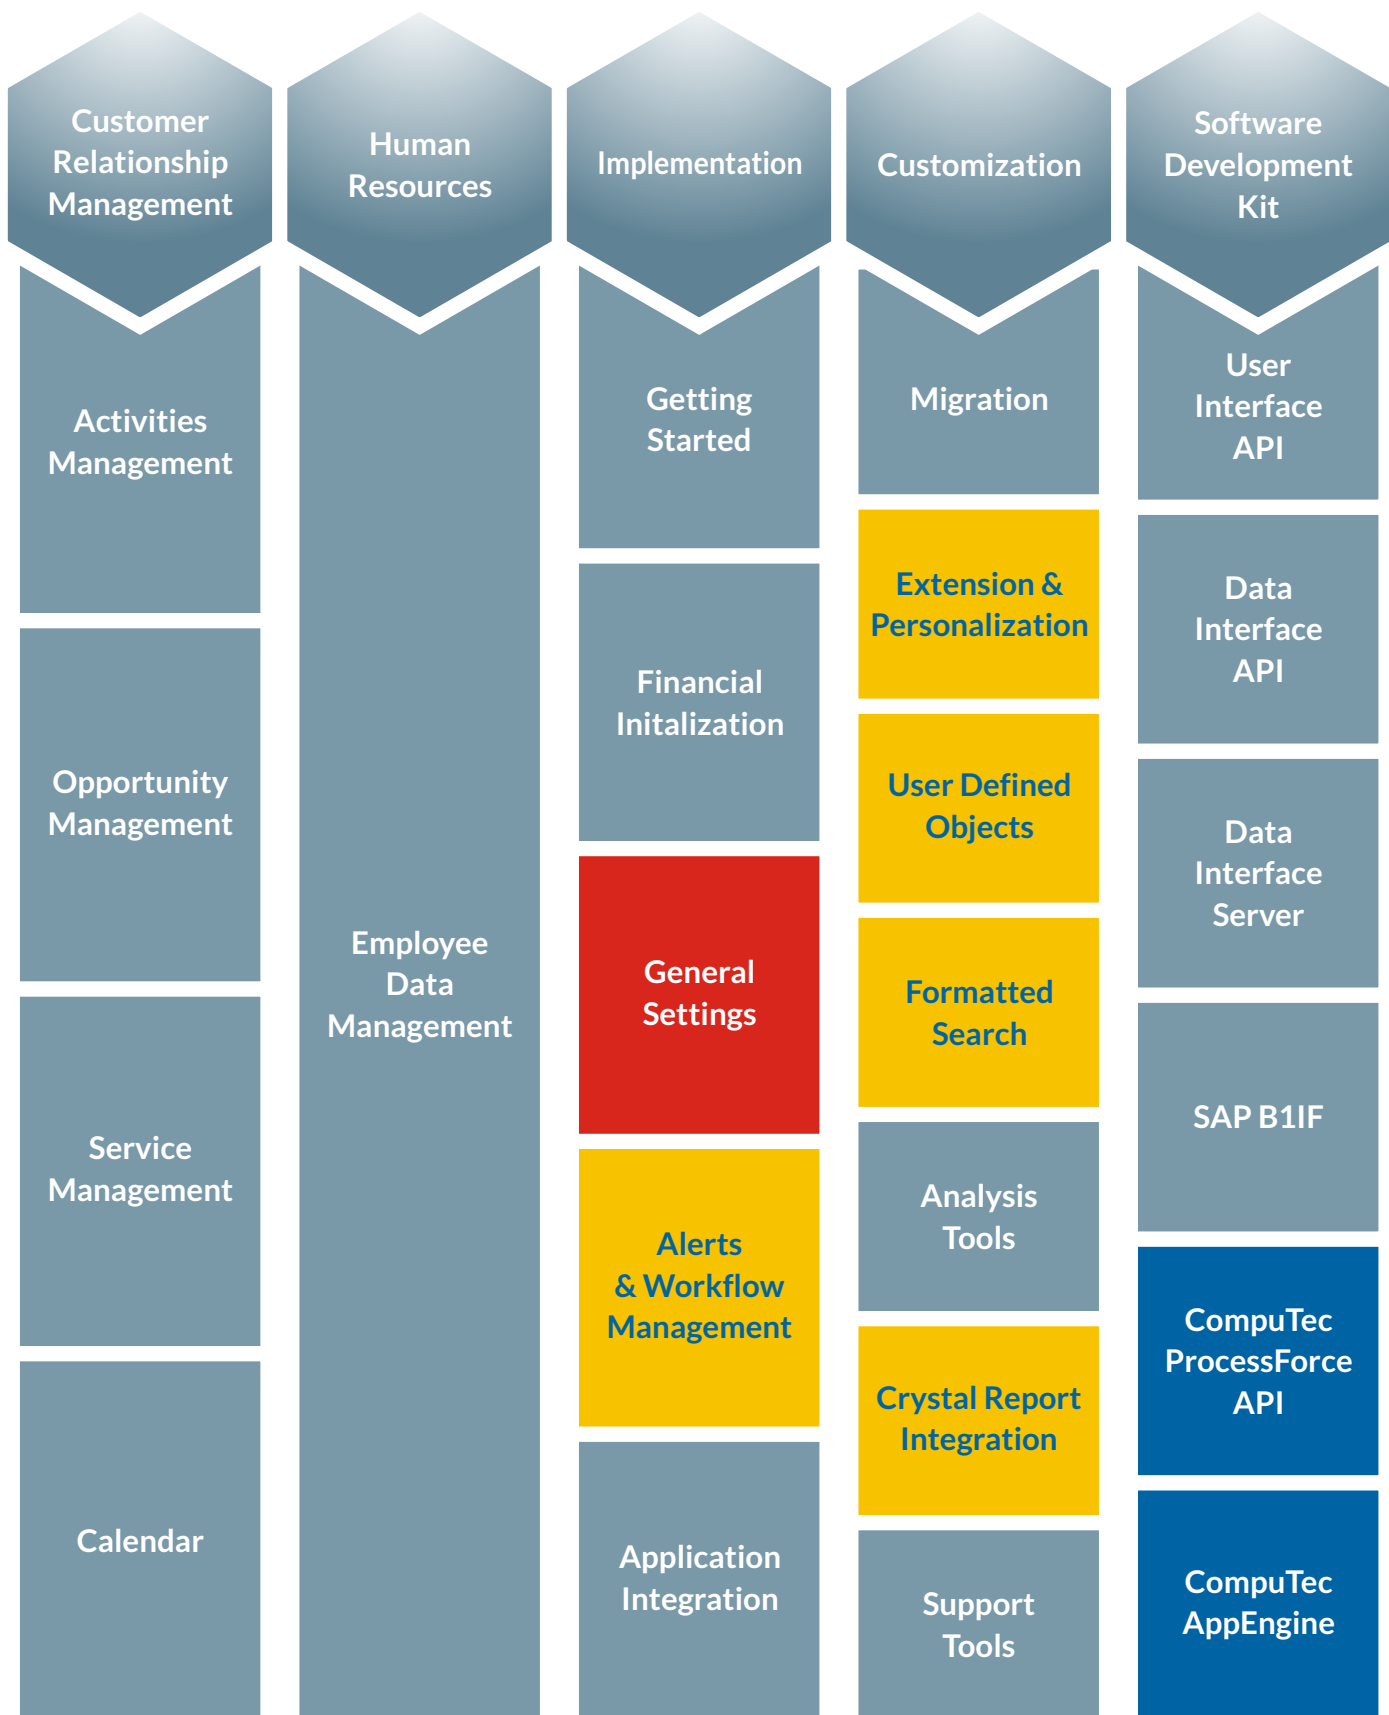 Customer
Relationship
Management
Activities
Management
Opportunity
Management
Service
Management
Calendar
Human
Resources
Employee
Data
Management
Implementation
Getting
Started
Financial
Initalization
General
Settings
Alerts
& Workflow
Management
Application
Integration
Customization
Migration
Extension &
Personalization
User Defined
Objects
Formatted
Search
Analysis
Tools
Crystal Report
Integration
Support
Tools
Software
Development
Kit
User
Interface
API
Data
Interface
API
Data
Interface
Server
SAP B1IF
CompuTec
ProcessForce
API
CompuTec
AppEngine